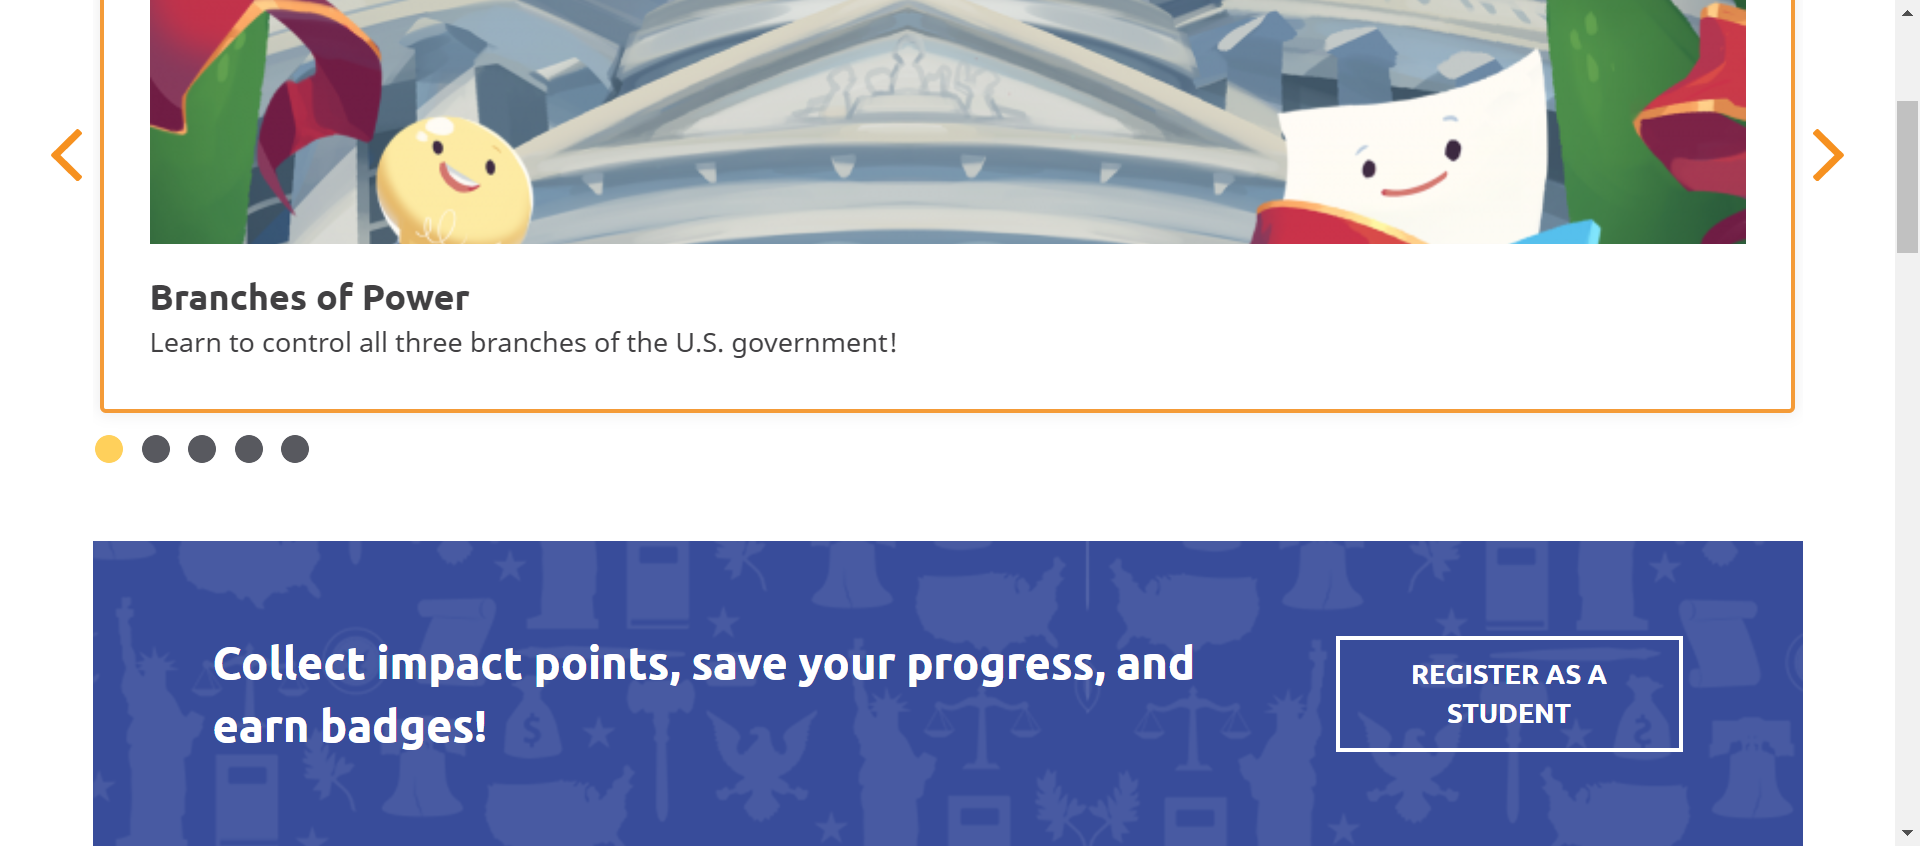 Branches of Power
Learn to control all three branches of the U.S. government!
Collect impact points, save your progress, and
earn badges!
REGISTER AS A
STUDENT